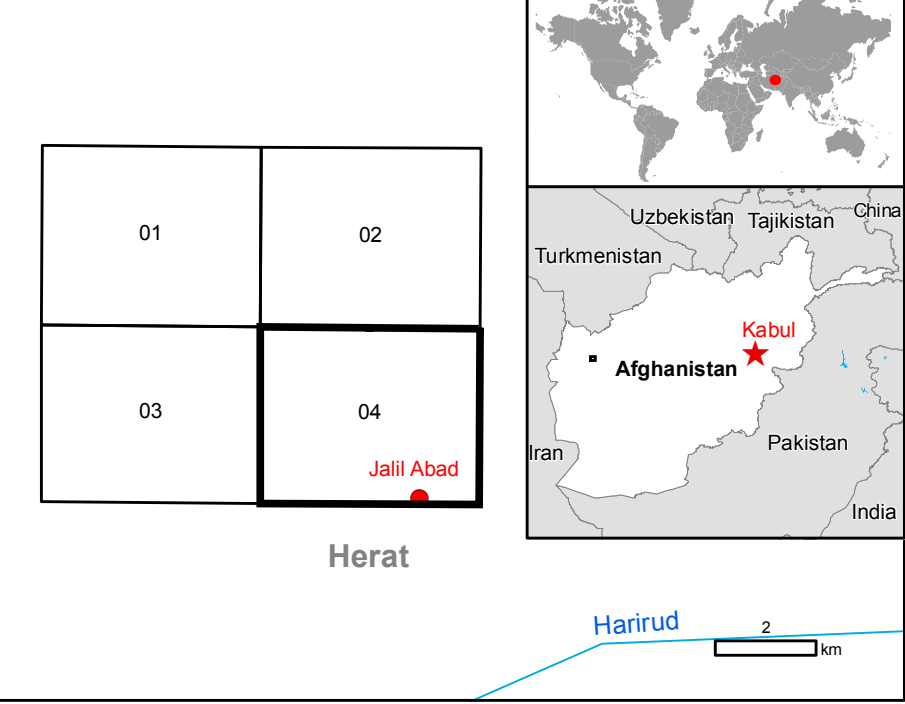 01
02
03
04
Jalil Abad
Herat
Harirud
2
km
Uzbekistan
Tajikistan
China
Turkmenistan
Kabul
Afghanistan
Iran
Pakistan
India